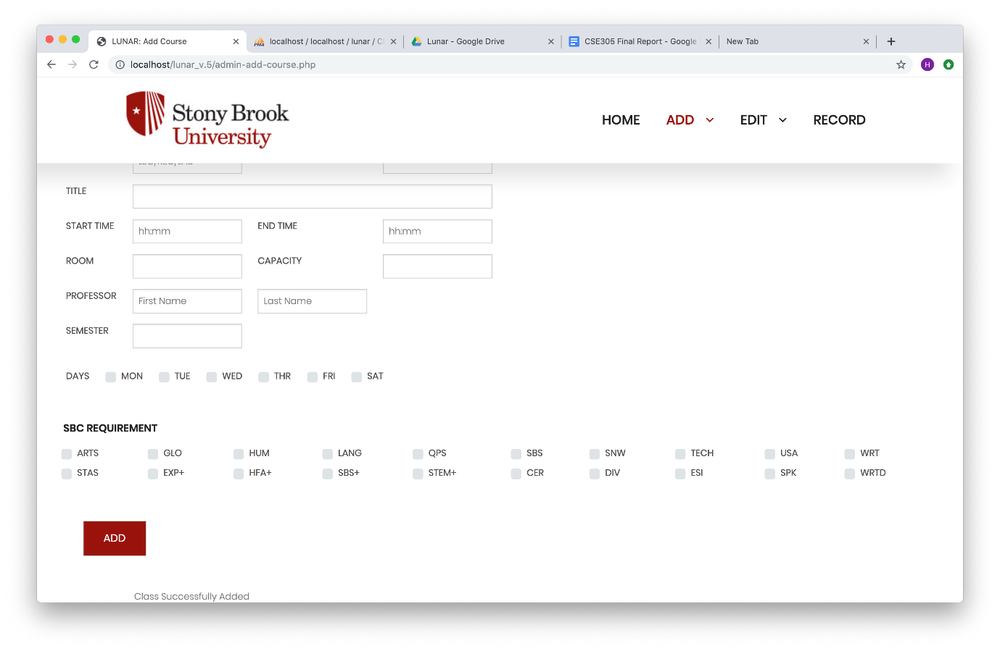 LUNAR: Add Course
localhost / localhost / lunar / C
Lunar - Google Drive
CSE305 Final Report - Google
New Tab
localhost/lunar_v.5/admin-add-course.php
H
Stony Brook
University
HOME ADD EDIT RECORD
TITLE
START TIME hh:mm END TIME hh:mm
ROOM CAPACITY
PROFESSOR First Name Last Name
SEMESTER
DAYS MON TUE WED THR FRI SAT
SBC REQUIREMENT
ARTS GLO HUM LANG QPS SBS SNW TECH USA WRT
STAS EXP+ HFA+ SBS+ STEM+ CER DIV ESI SPK WRTD
ADD
Class Successfully Added